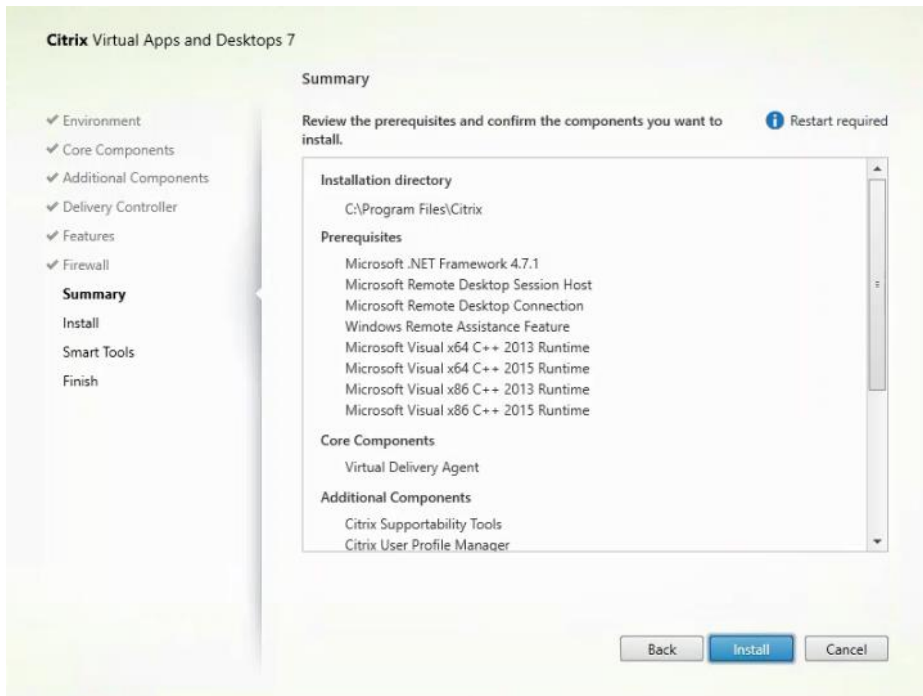 Citrix Virtual Apps and Desktops 7
Summary
✔ Environment
✔ Core Components
✔ Additional Components
✔ Delivery Controller
✔ Features
✔ Firewall
Summary
Install
Smart Tools
Finish
Review the prerequisites and confirm the components you want to
install.
Restart required
Installation directory
C:\Program Files\Citrix
Prerequisites
Microsoft .NET Framework 4.7.1
Microsoft Remote Desktop Session Host
Microsoft Remote Desktop Connection
Windows Remote Assistance Feature
Microsoft Visual x64 C++ 2013 Runtime
Microsoft Visual x64 C++ 2015 Runtime
Microsoft Visual x86 C++ 2013 Runtime
Microsoft Visual x86 C++ 2015 Runtime
Core Components
Virtual Delivery Agent
Additional Components
Citrix Supportability Tools
Citrix User Profile Manager
Back
Install
Cancel